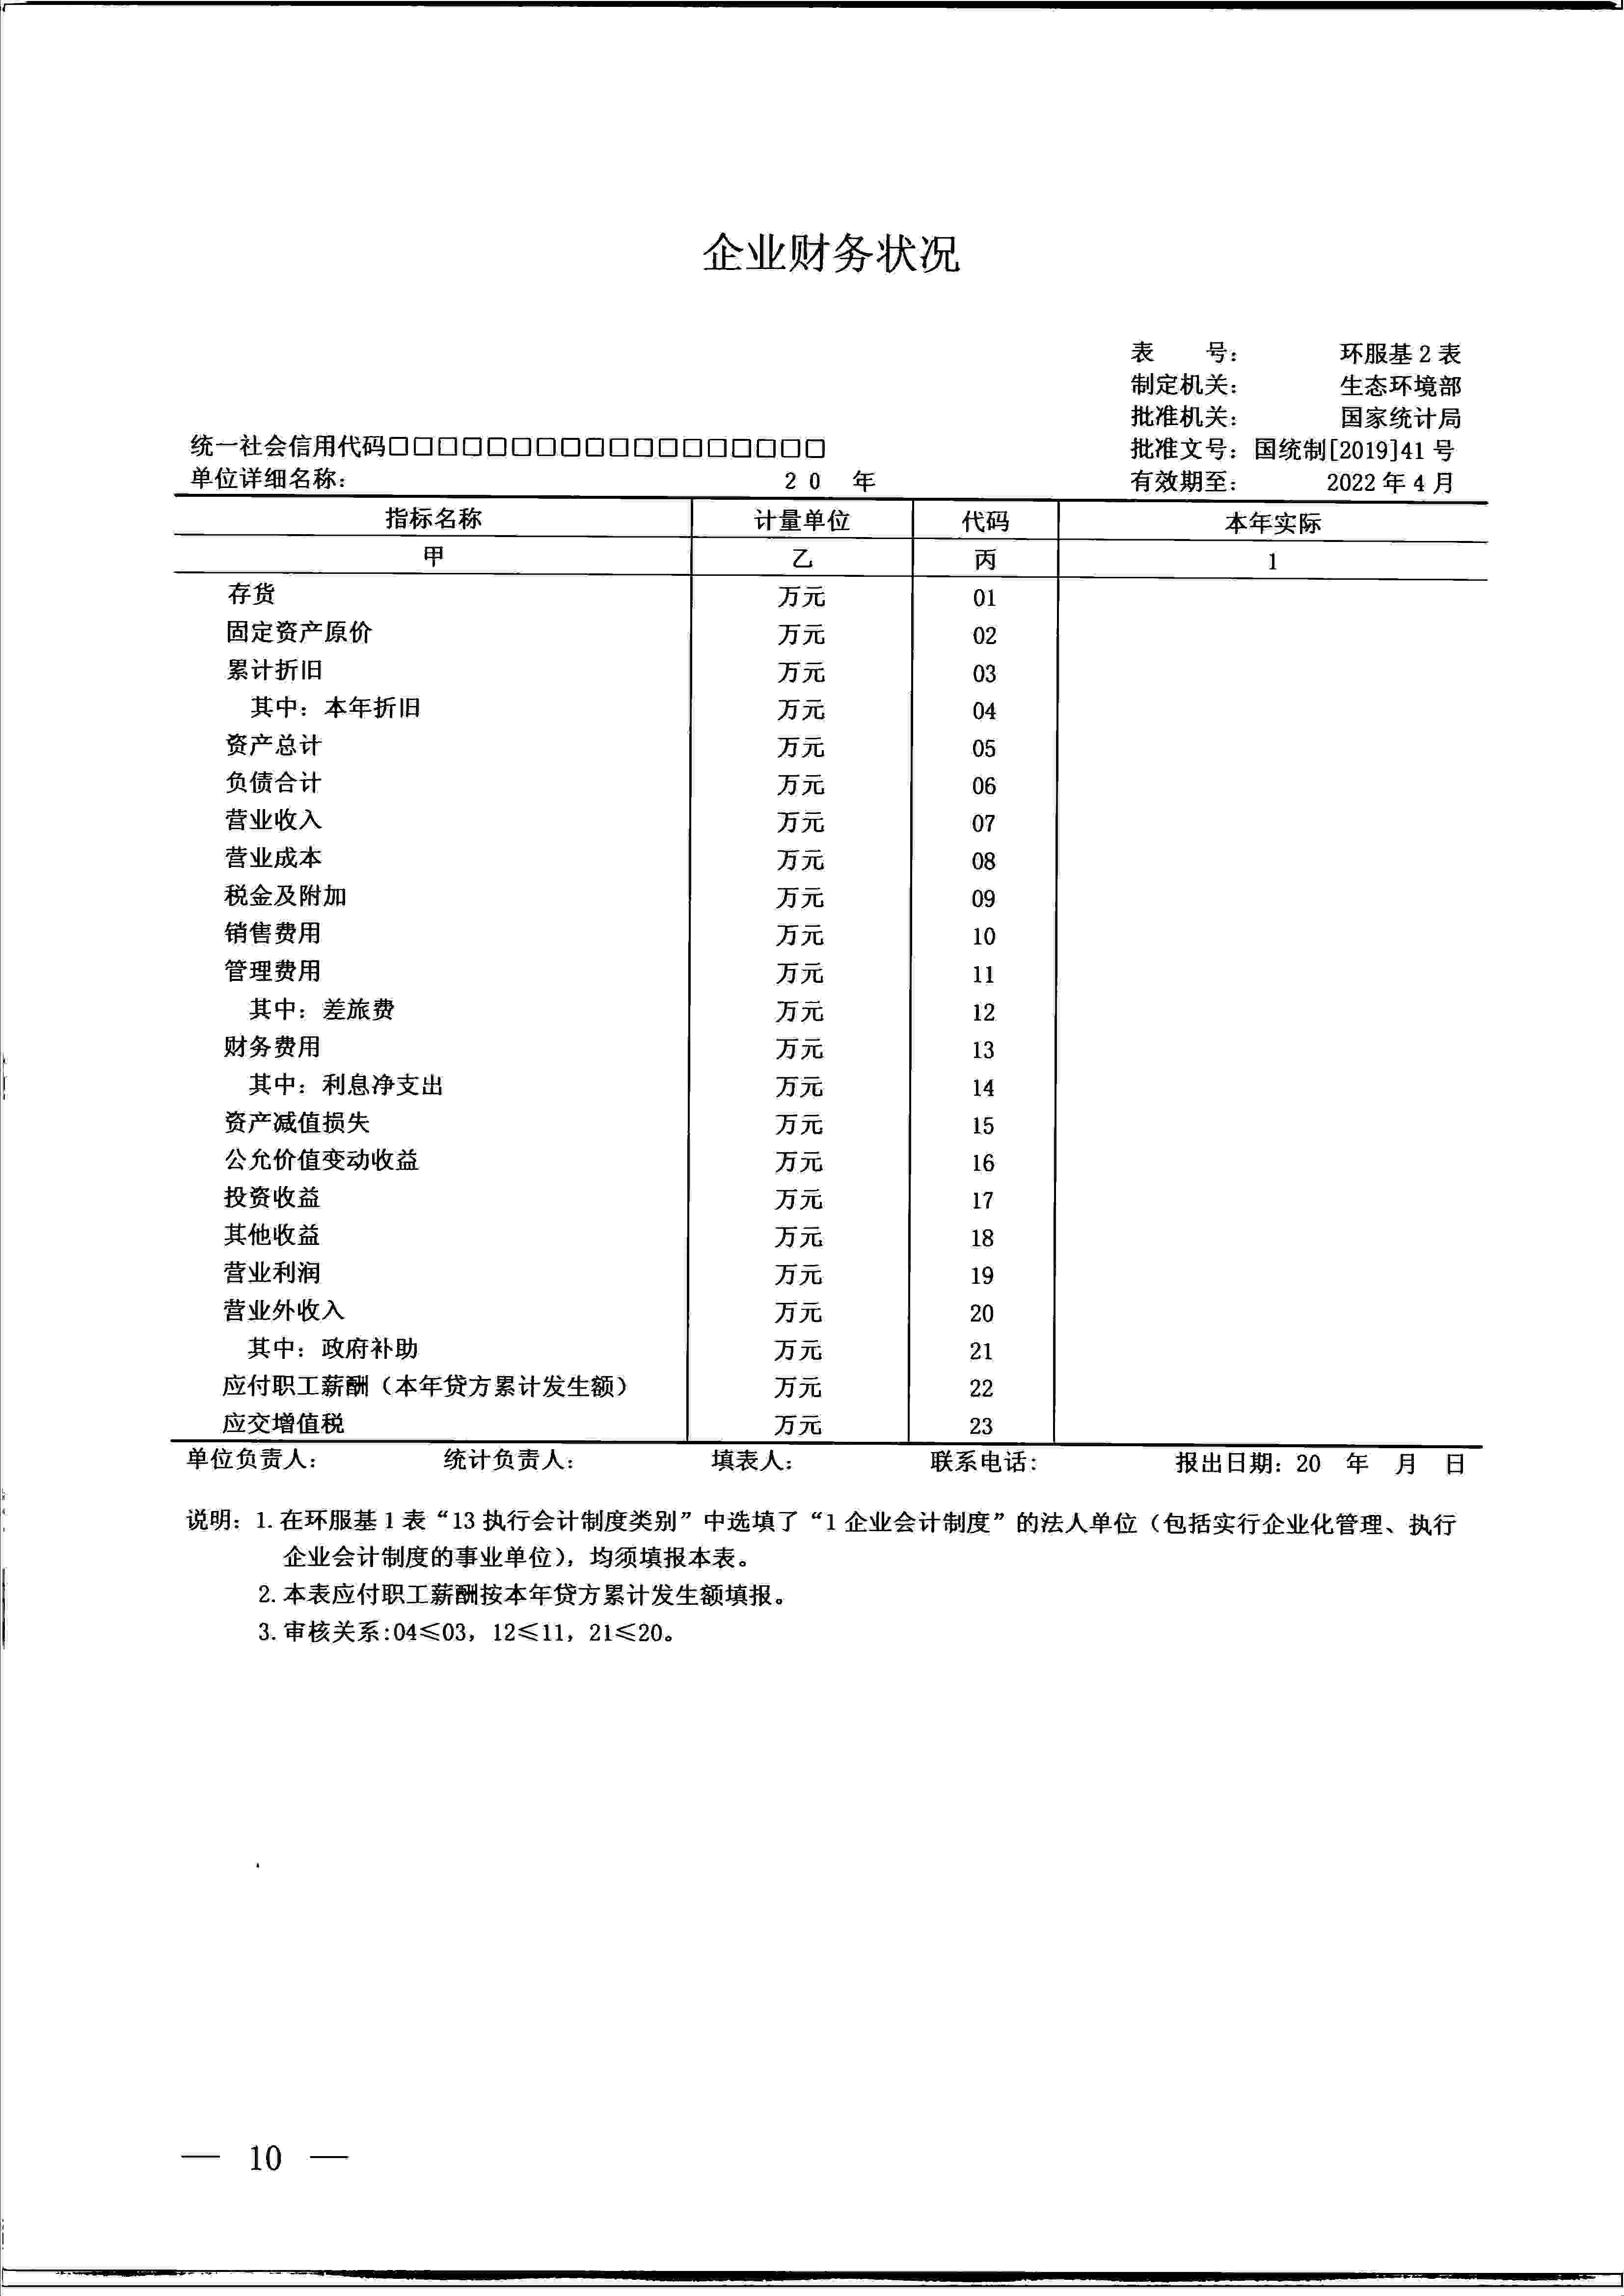 企业财务状况
表 号： 环服基 2 表
制定机关： 生态环境部
批准机关： 国家统计局
统一社会信用代码□□□□□□□□□□□□□□□□□□ 批准文号：国统制[2019]41 号
单位详细名称： 20 年 有效期至： 2022 年 4 月
指标名称 计量单位 代码 本年实际
甲 乙 丙 1
存货 万元 01
固定资产原价 万元 02
累计折旧 万元 03
其中：本年折旧 万元 04
资产总计 万元 05
负债合计 万元 06
营业收入 万元 07
营业成本 万元 08
税金及附加 万元 09
销售费用 万元 10
管理费用 万元 11
其中：差旅费 万元 12
财务费用 万元 13
其中：利息净支出 万元 14
资产减值损失 万元 15
公允价值变动收益 万元 16
投资收益 万元 17
其他收益 万元 18
营业利润 万元 19
营业外收入 万元 20
其中：政府补助 万元 21
应付职工薪酬（本年贷方累计发生额） 万元 22
应交增值税 万元 23
单位负责人： 统计负责人： 填表人： 联系电话： 报出日期：20 年 月 日
说明：1.在环服基 1 表“13 执行会计制度类别”中选填了“1 企业会计制度”的法人单位（包括实行企业化管理、执行
企业会计制度的事业单位），均须填报本表。
2.本表应付职工薪酬按本年贷方累计发生额填报。
3.审核关系:04≤03，12≤11，21≤20。
— 10 —